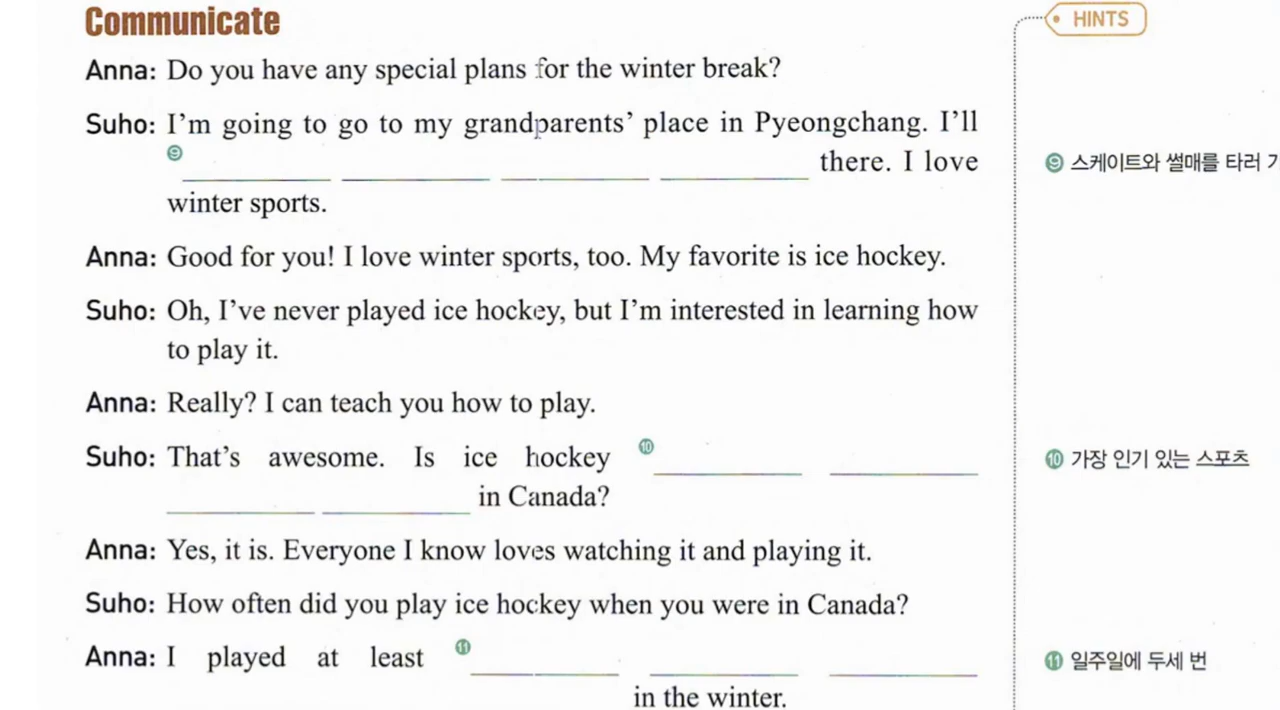 Communicate
HINTS
Anna: Do you have any special plans for the winter break?
Suho: I'm going to go to my grandparents' place in Pyeongchang. I'll
⑨ there. I love
⑨ 스케이트와 썰매를 타러
winter sports.
Anna: Good for you! I love winter sports, too. My favorite is ice hockey.
Suho: Oh, I've never played ice hockey, but I'm interested in learning how
to play it.
Anna: Really? I can teach you how to play.
Suho: That's awesome. Is ice hockey ⑩
⑩ 가장 인기 있는 스포츠
in Canada?
Anna: Yes, it is. Everyone I know loves watching it and playing it.
Suho: How often did you play ice hockey when you were in Canada?
Anna: I played at least ⑪
⑪ 일주일에 두세 번
in the winter.